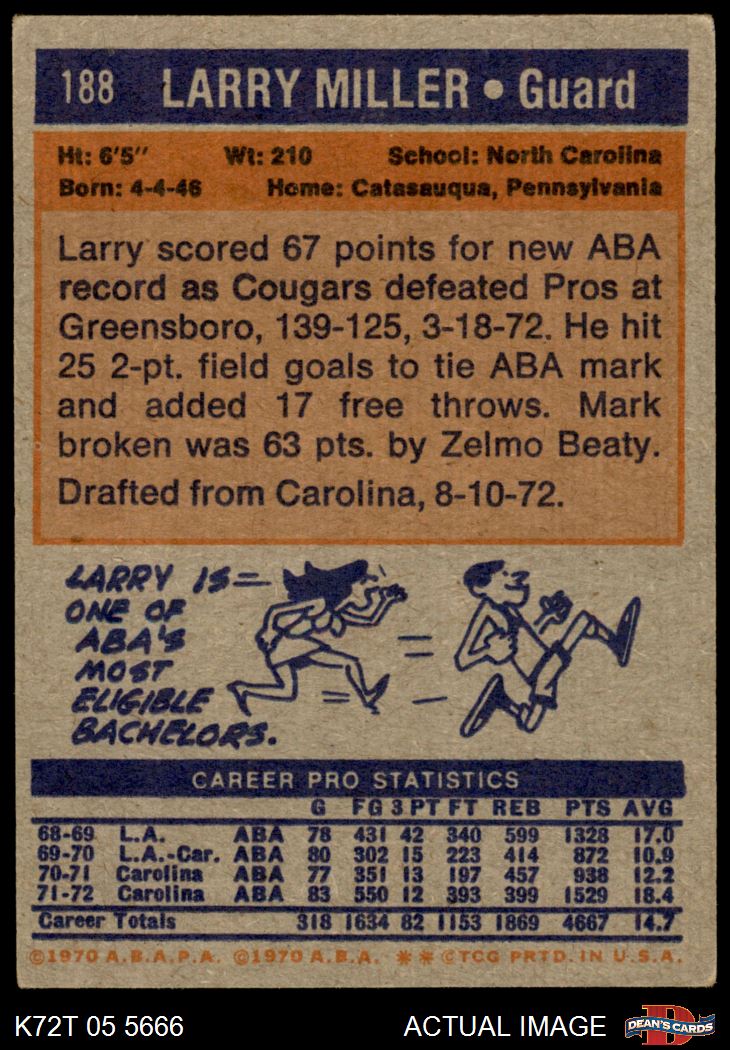 188 LARRY MILLER • Guard
Ht: 6'5" Wt: 210 School: North Carolina
Born: 4-4-46 Home: Catasauqua, Pennsylvania
Larry scored 67 points for new ABA
record as Cougars defeated Pros at
Greensboro, 139-125, 3-18-72. He hit
25 2-pt. field goals to tie ABA mark
and added 17 free throws. Mark
broken was 63 pts. by Zelmo Beaty.
Drafted from Carolina, 8-10-72.
LARRY IS
ONE OF
ABA'S
MOST
ELIGIBLE
BACHELORS.
CAREER PRO STATISTICS
G FG 3 PT FT REB PTS AVG
68-69 L.A. ABA 78 431 42 340 599 1328 17.0
69-70 L.A.-Car. ABA 80 302 15 223 414 872 10.9
70-71 Carolina ABA 77 351 13 197 457 938 12.2
71-72 Carolina ABA 83 550 12 393 399 1529 18.4
Career Totals 318 1634 82 1153 1869 4667 14.7
©1970 A.B.A.P.A. ©1970 A.B.A. ** ©TCG PRTD. IN U.S.A.
K72T 05 5666 ACTUAL IMAGE D DEAN'S CARDS